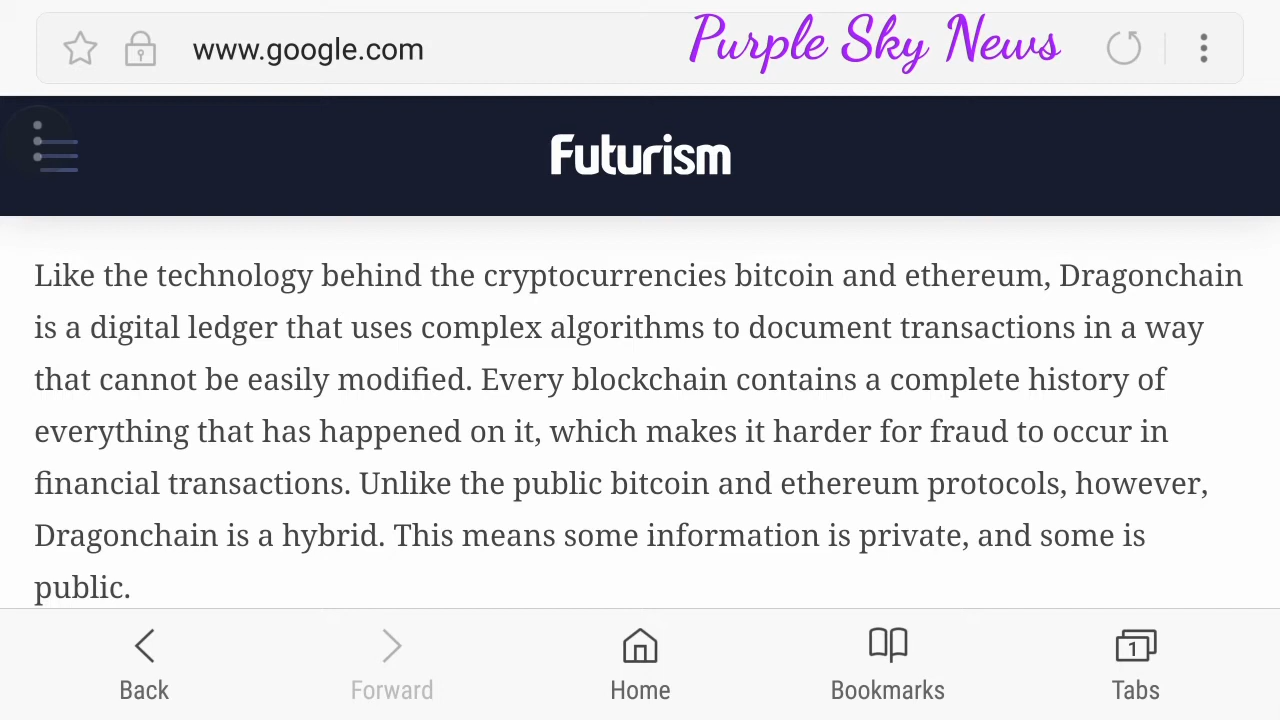 www.google.com
Purple Sky News
Futurism
Like the technology behind the cryptocurrencies bitcoin and ethereum, Dragonchain
is a digital ledger that uses complex algorithms to document transactions in a way
that cannot be easily modified. Every blockchain contains a complete history of
everything that has happened on it, which makes it harder for fraud to occur in
financial transactions. Unlike the public bitcoin and ethereum protocols, however,
Dragonchain is a hybrid. This means some information is private, and some is
public.
1
Back Forward Home Bookmarks Tabs